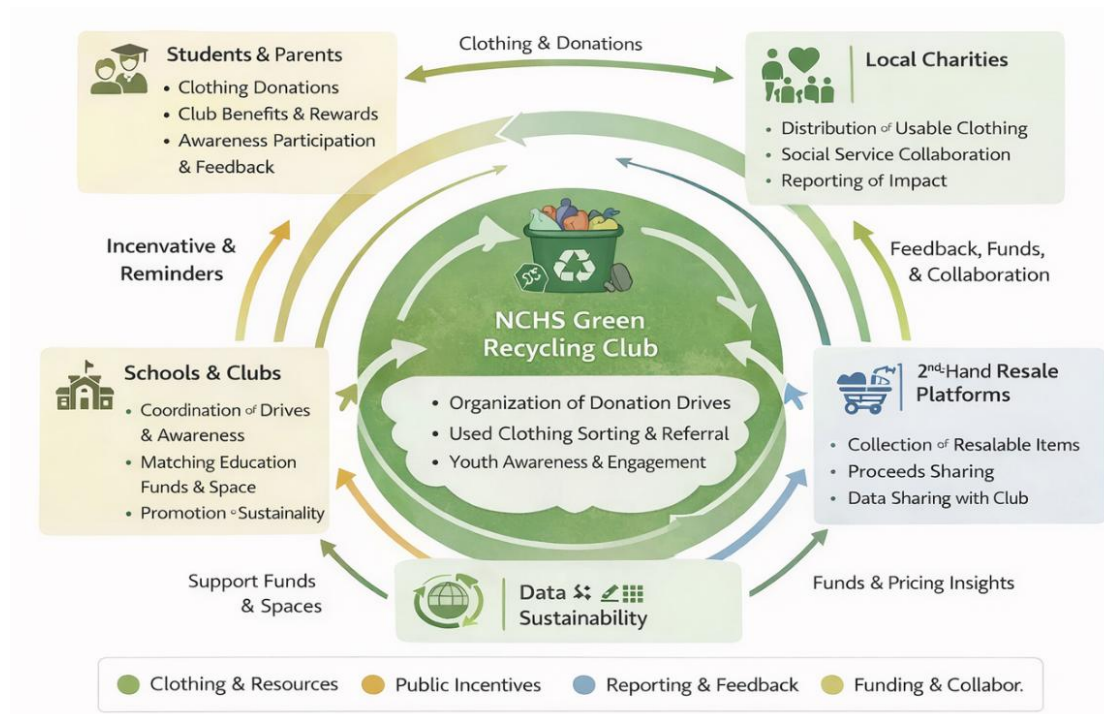 Clothing & Donations
Students & Parents
• Clothing Donations
• Club Benefits & Rewards
• Awareness Participation
& Feedback
Local Charities
• Distribution of Usable Clothing
• Social Service Collaboration
• Reporting of Impact
Incenvative &
Reminders
Feedback, Funds,
& Collaboration
NCHS Green
Recycling Club
• Organization of Donation Drives
• Used Clothing Sorting & Referral
• Youth Awareness & Engagement
Schools & Clubs
• Coordination of Drives
& Awareness
• Matching Education
Funds & Space
• Promotion Sustainality
2nd-Hand Resale
Platforms
• Collection of Resalable Items
• Proceeds Sharing
• Data Sharing with Club
Support Funds
& Spaces
Data
Sustainability
Funds & Pricing Insights
Clothing & Resources
Public Incentives
Reporting & Feedback
Funding & Collabor.